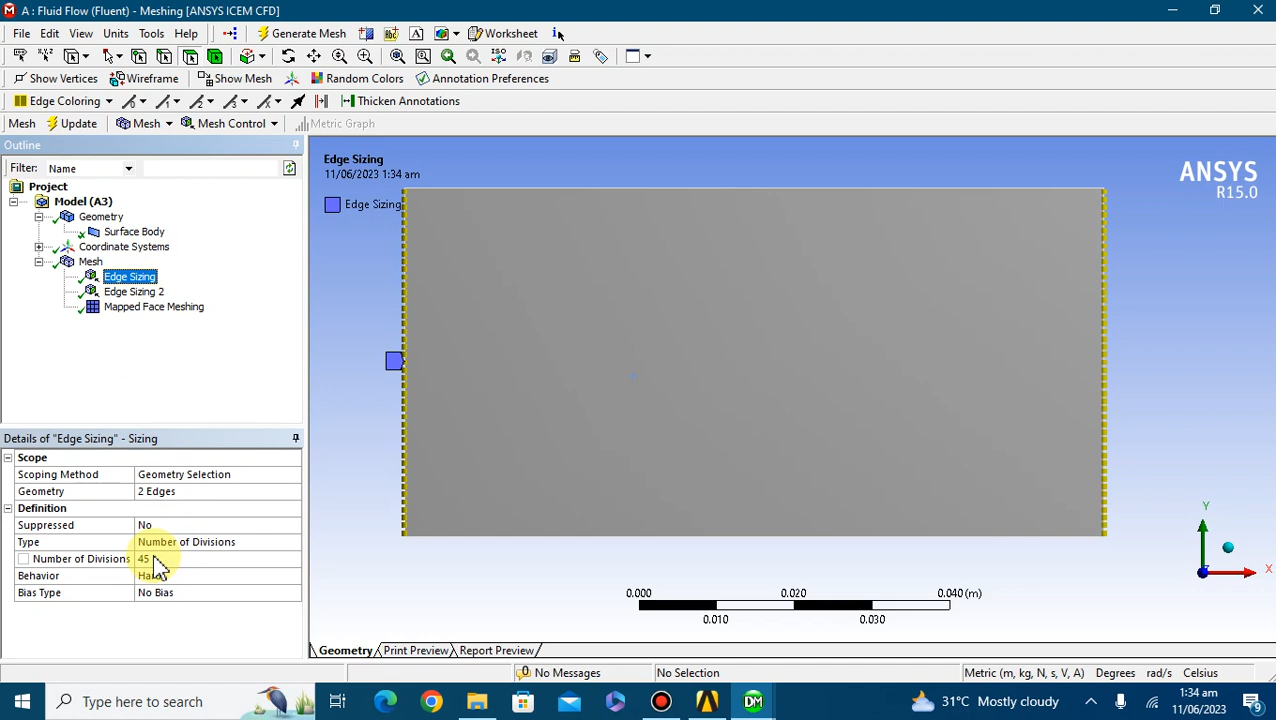 A : Fluid Flow (Fluent) - Meshing [ANSYS ICEM CFD]
File Edit View Units Tools Help Generate Mesh A Worksheet i
Show Vertices Wireframe Show Mesh Random Colors Annotation Preferences
Edge Coloring Thicken Annotations
Mesh Update Mesh Mesh Control Metric Graph
Outline
Filter: Name
Project
Model (A3)
Geometry
Surface Body
Coordinate Systems
Mesh
Edge Sizing
Edge Sizing 2
Mapped Face Meshing
Details of "Edge Sizing" - Sizing
Scope
Scoping Method Geometry Selection
Geometry 2 Edges
Definition
Suppressed No
Type Number of Divisions
Number of Divisions 45
Behavior
Bias Type No Bias
Edge Sizing
11/06/2023 1:34 am
Edge Sizing
ANSYS
R15.0
Y
X
0.000 0.020 0.040 (m)
0.010 0.030
Geometry Print Preview Report Preview
No Messages No Selection Metric (m, kg, N, s, V, A) Degrees rad/s Celsius
Type here to search
DM
31°C Mostly cloudy
1:34 am
11/06/2023
9